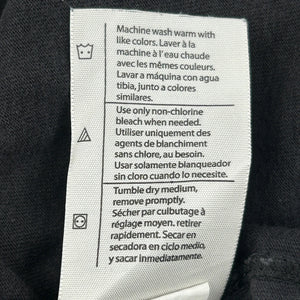 Machine wash warm with
like colors. Laver à la
machine à l'eau chaude
avec les mêmes couleurs.
Lavar a máquina con agua
tibia, junto a colores
similares.
Use only non-chlorine
bleach when needed.
Utiliser uniquement des
agents de blanchiment
sans chlore, au besoin.
Usar solamente blanqueador
sin cloro cuando lo necesite.
Tumble dry medium,
remove promptly.
Sécher par culbutage à
réglage moyen. retirer
rapidement. Secar en
secadora en ciclo medio,
y sacar inmediatamente.